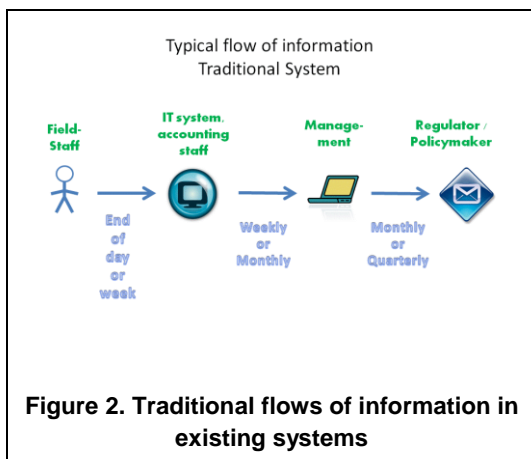 Typical flow of information
Traditional System
Field-
Staff
IT system.
accounting
staff
Manage-
ment
Regulator /
Policymaker
End
of
day
or
week
Weekly
or
Monthly
Monthly
or
Quarterly
Figure 2. Traditional flows of information in
existing systems